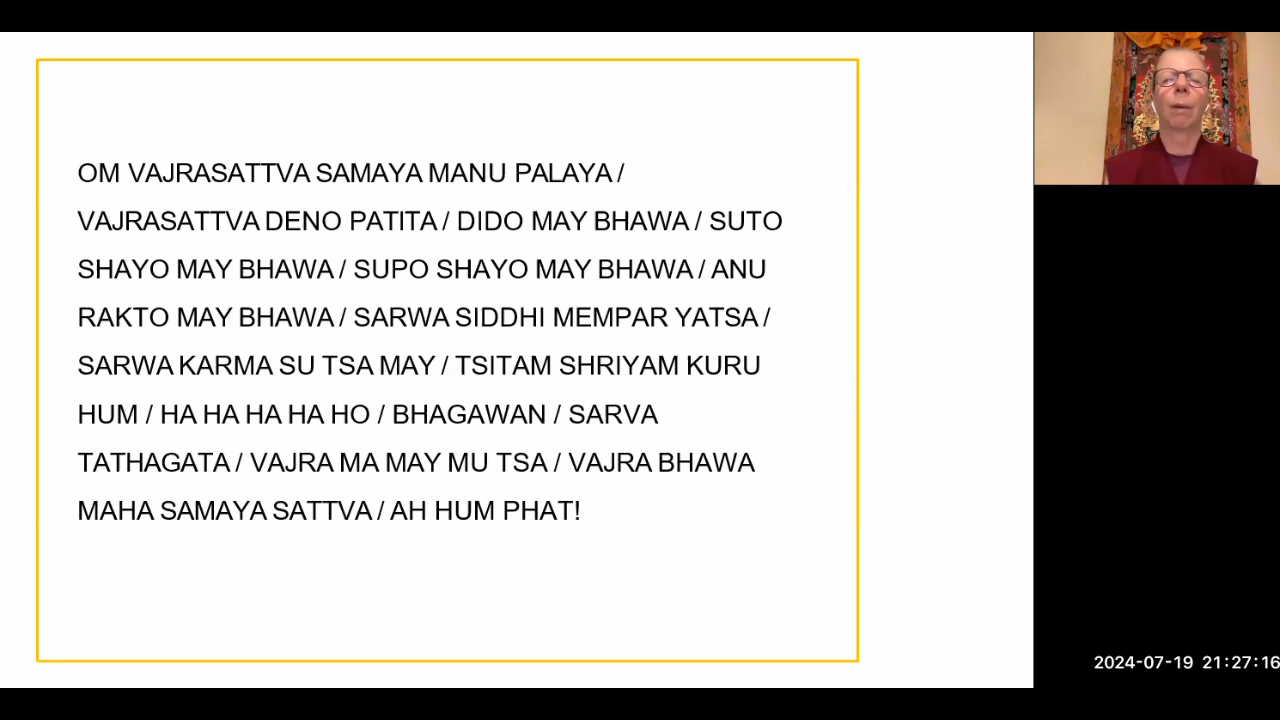 OM VAJRASATTVA SAMAYA MANU PALAYA /
VAJRASATTVA DENO PATITA / DIDO MAY BHAWA / SUTO
SHAYO MAY BHAWA / SUPO SHAYO MAY BHAWA / ANU
RAKTO MAY BHAWA / SARWA SIDDHI MEMPAR YATSA /
SARWA KARMA SU TSA MAY / TSITAM SHRIYAM KURU
HUM / HA HA HA HA HO / BHAGAWAN / SARVA
TATHAGATA / VAJRA MA MAY MU TSA / VAJRA BHAWA
MAHA SAMAYA SATTVA / AH HUM PHAT!
2024-07-19 21:27:16